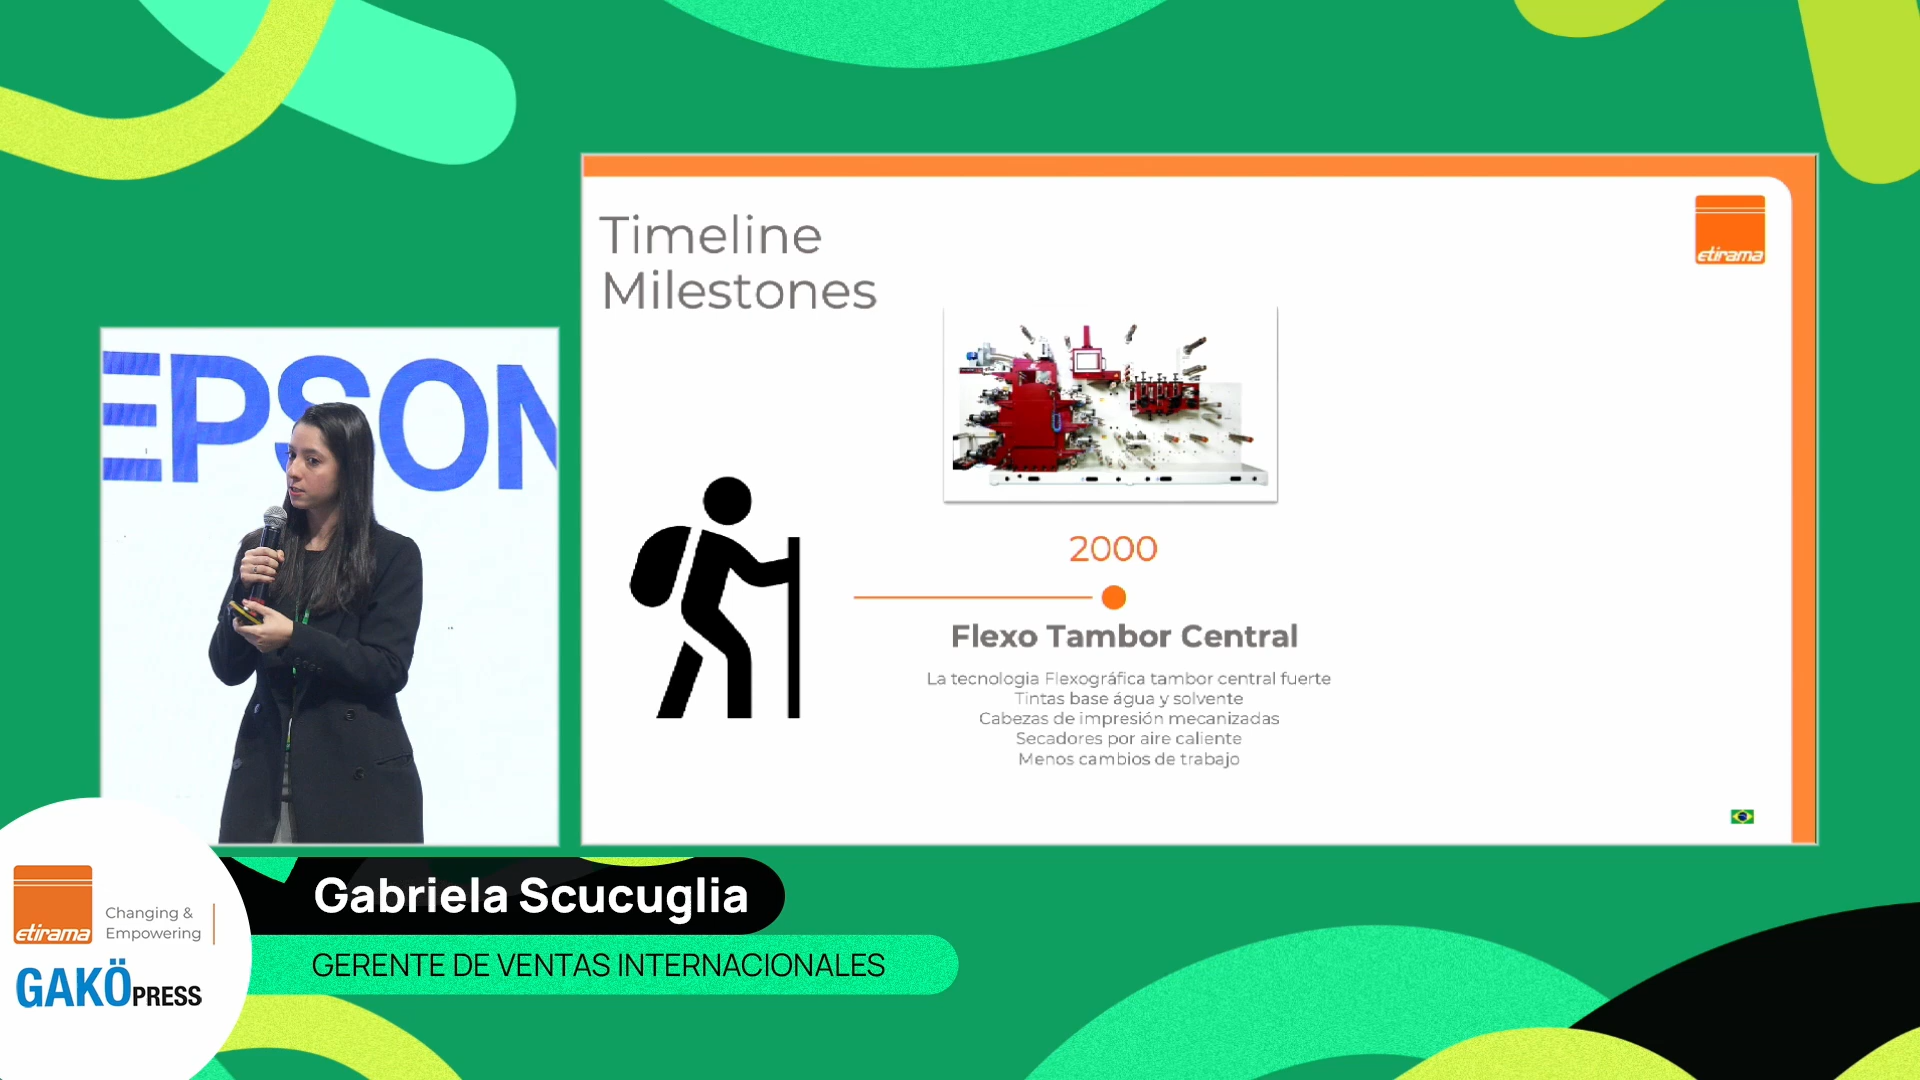 Timeline
Milestones
etirama
EPSON
2000
Flexo Tambor Central
La tecnologia Flexográfica tambor central fuerte
Tintas base água y solvente
Cabezas de impresión mecanizadas
Secadores por aire caliente
Menos cambios de trabajo
Gabriela Scucuglia
GERENTE DE VENTAS INTERNACIONALES
etirama
Changing &
Empowering
GAKÖPRESS